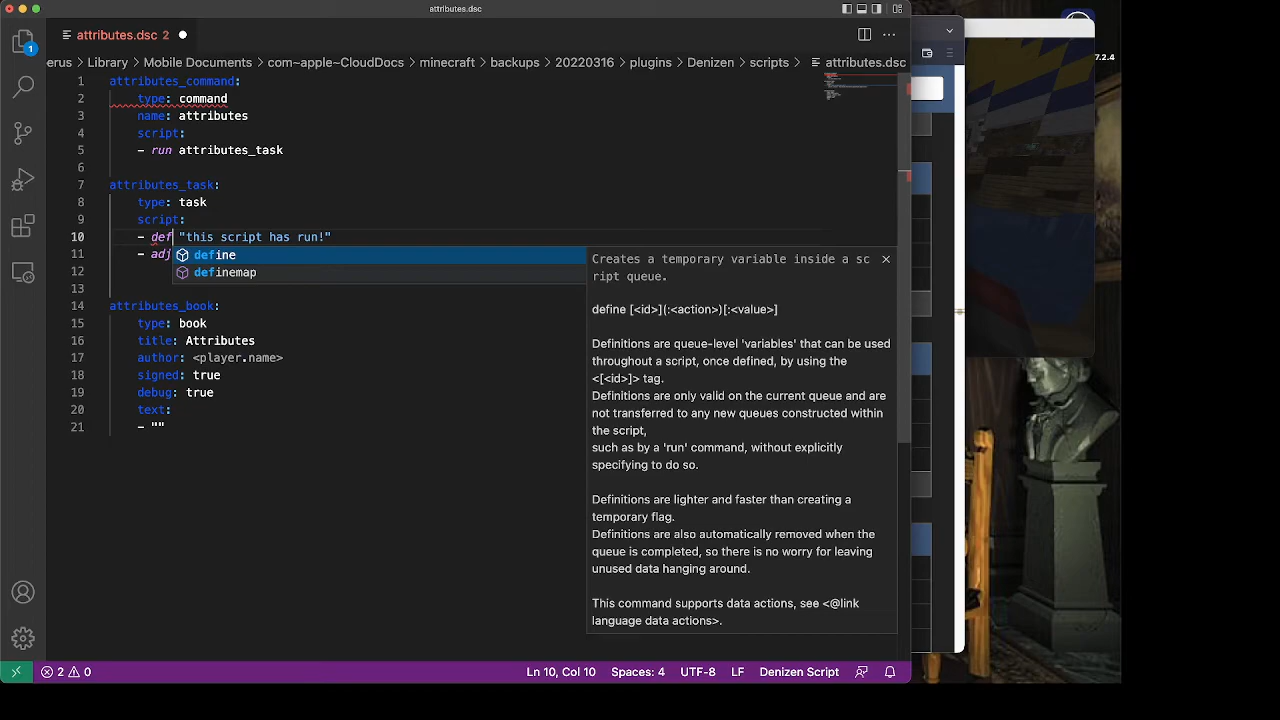 attributes.dsc
attributes.dsc 2
1
7.2.4
perus > Library > Mobile Documents > com~apple~CloudDocs > minecraft > backups > 20220316 > plugins > Denizen > scripts > attributes.dsc
1 attributes_command:
2 type: command
3 name: attributes
4 script:
5 - run attributes_task
6
7 attributes_task:
8 type: task
9 script:
10 - def "this script has run!"
11 - adj
12
13
14 attributes_book:
15 type: book
16 title: Attributes
17 author: <player.name>
18 signed: true
19 debug: true
20 text:
21 - ""
define
definemap
Creates a temporary variable inside a sc
ript queue.
define [<id>](:<action>)[:<value>]
Definitions are queue-level 'variables' that can be used
throughout a script, once defined, by using the
<[<id>]> tag.
Definitions are only valid on the current queue and are
not transferred to any new queues constructed within
the script,
such as by a 'run' command, without explicitly
specifying to do so.
Definitions are lighter and faster than creating a
temporary flag.
Definitions are also automatically removed when the
queue is completed, so there is no worry for leaving
unused data hanging around.
This command supports data actions, see <@link
language data actions>.
2 0 Ln 10, Col 10 Spaces: 4 UTF-8 LF Denizen Script